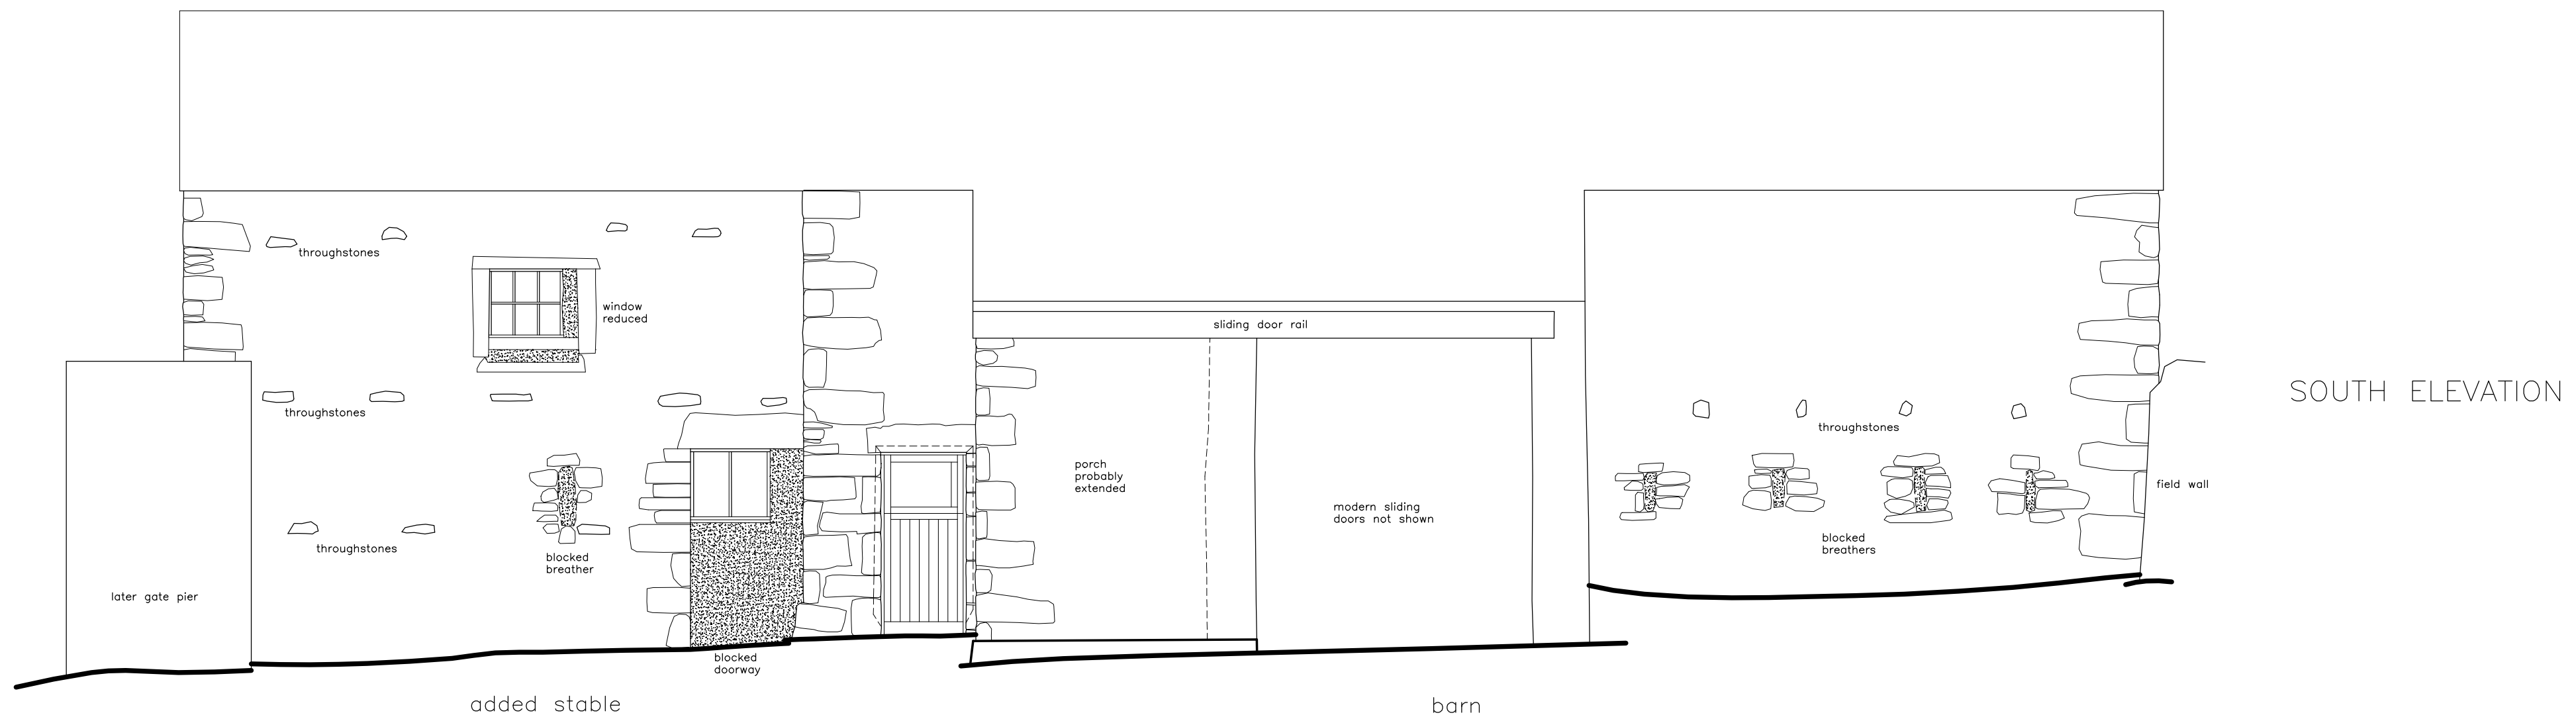 throughstones
window
reduced
sliding door rail
throughstones
SOUTH ELEVATION
throughstones
porch
probably
extended
field wall
modern sliding
doors not shown
blocked
breathers
throughstones
blocked
breather
later gate pier
blocked
doorway
added stable
barn